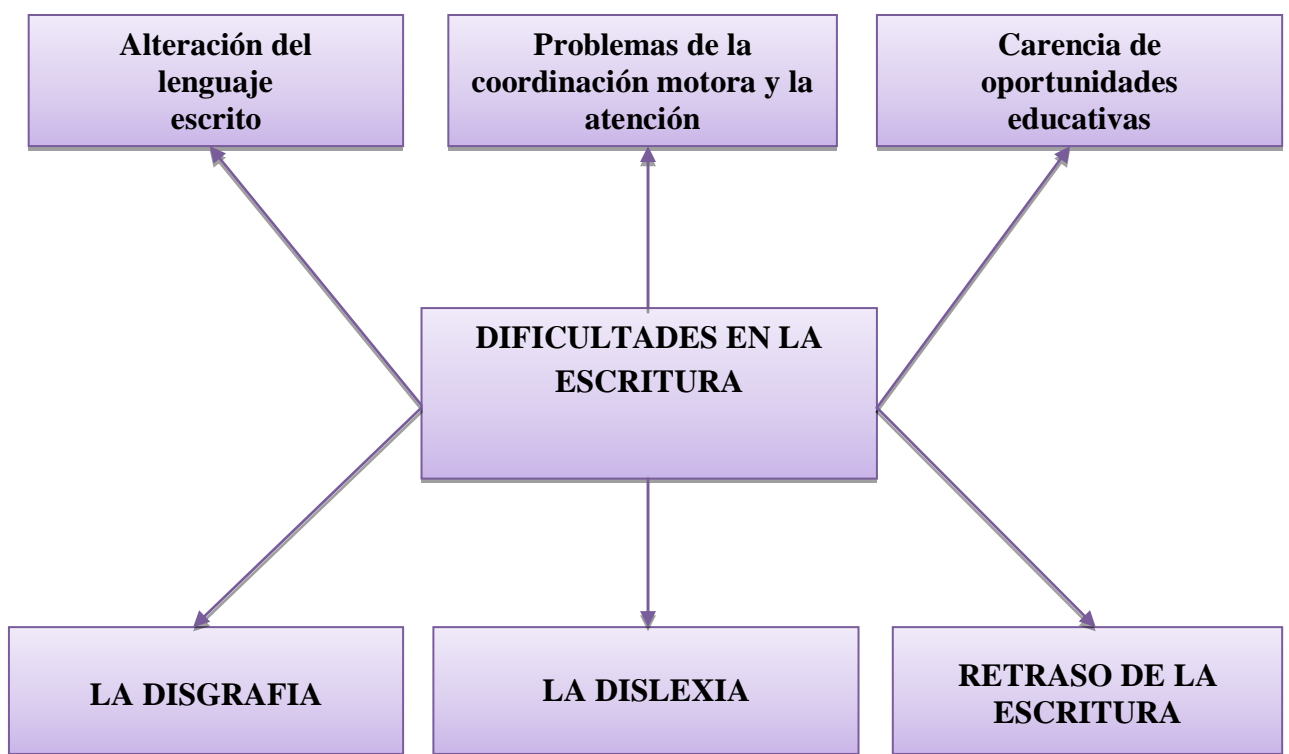 Alteración del
lenguaje
escrito
Problemas de la
coordinación motora y la
atención
Carencia de
oportunidades
educativas
DIFICULTADES EN LA
ESCRITURA
LA DISGRAFIA
LA DISLEXIA
RETRASO DE LA
ESCRITURA